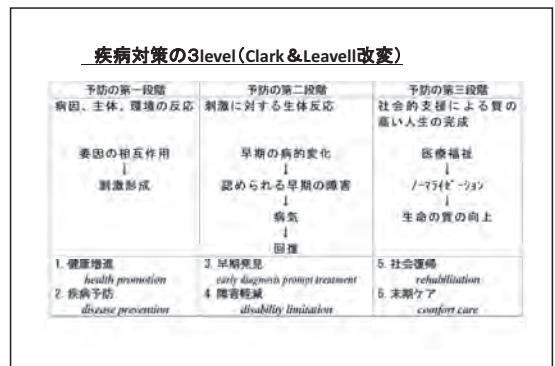 疾病対策の3level(Clark&Leavell改変)
予防の第一段階
病因、主体、環境の反応
要因の相互作用
↓
刺激形成
1. 健康増進
health promotion
2. 疾病予防
disease prevention
予防の第二段階
刺激に対する生体反応
早期の病的変化
↓
認められる早期の障害
↓
病気
↓
回推
3. 早期発見
early diagnosis prompt treatment
4 障害軽減
disability limitation
予防の第三段階
社会的支援による質の
高い人生の完成
医療福祉
↓
ノーマライゼーション
↓
生命の質の向上
5. 社会復帰
rehabilitation
6. 末期ケア
comfort care